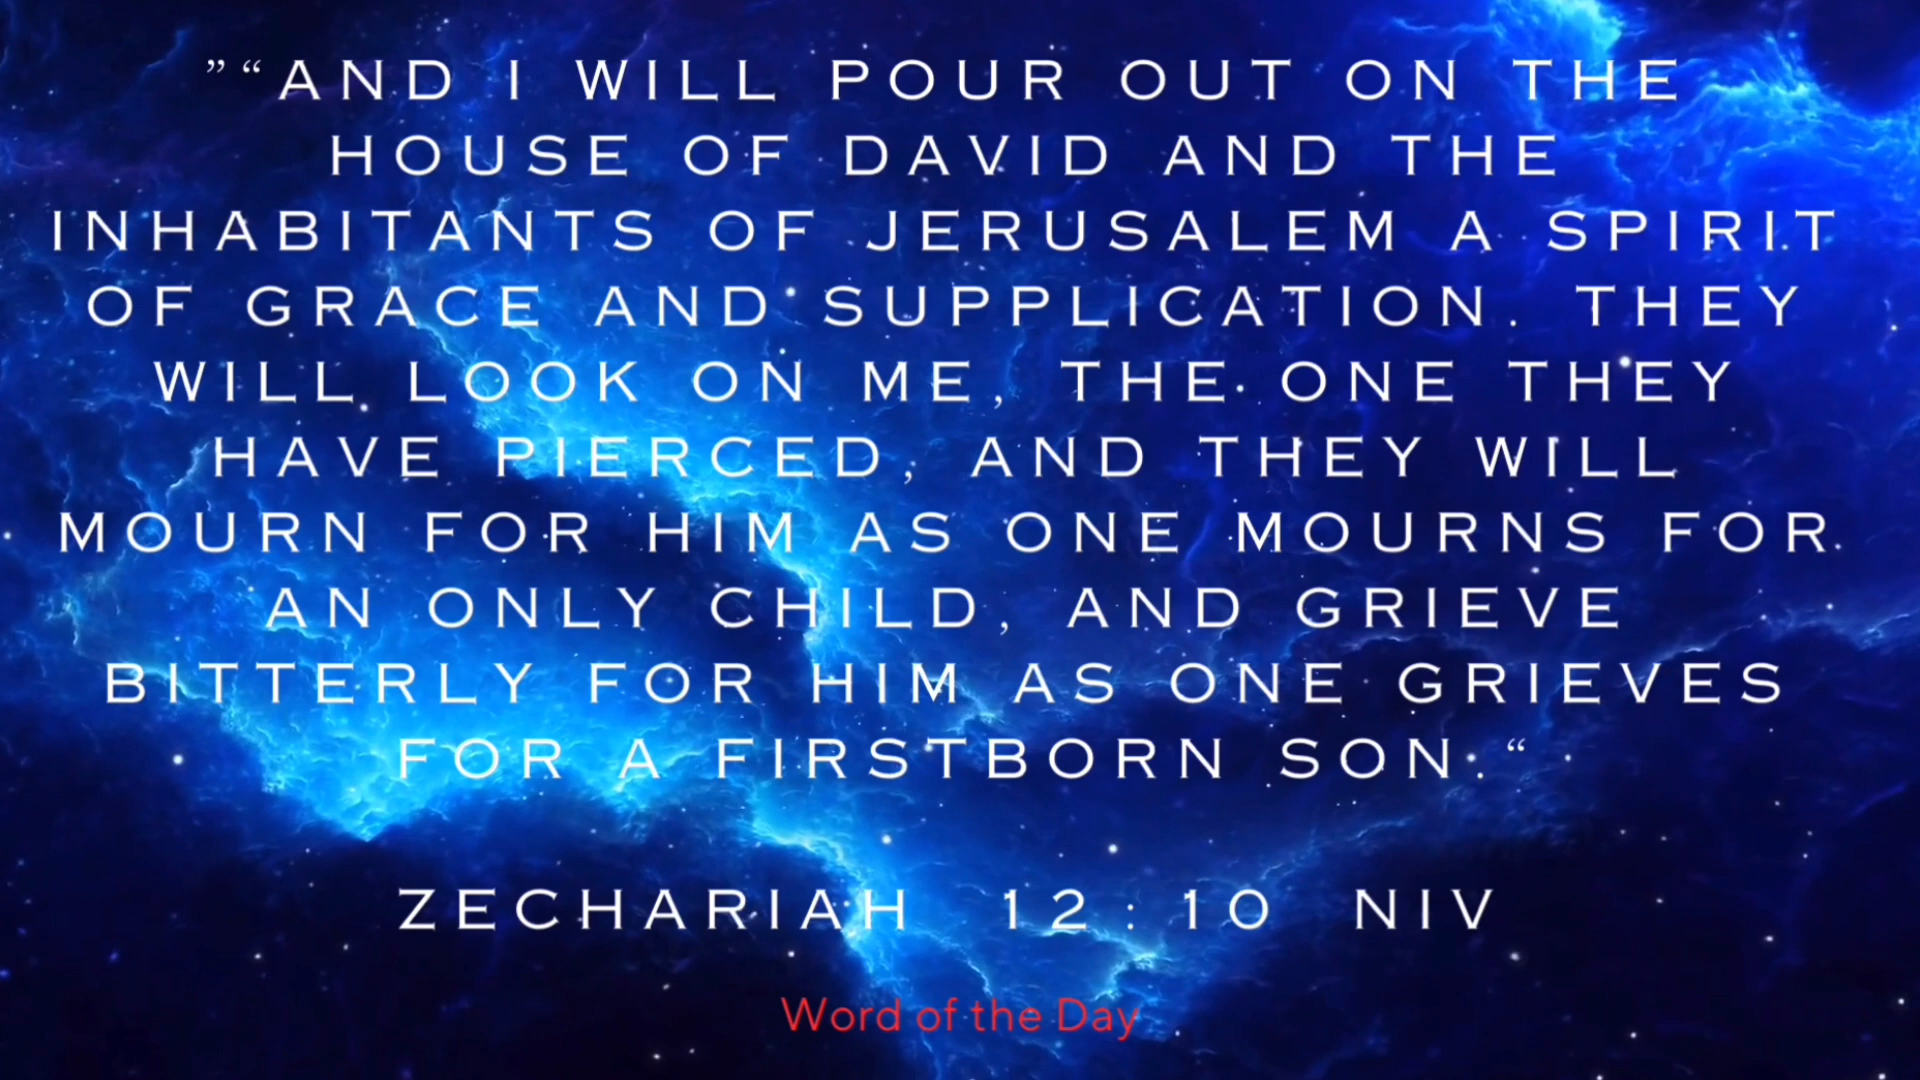 ”“AND I WILL POUR OUT ON THE
HOUSE OF DAVID AND THE
INHABITANTS OF JERUSALEM A SPIRIT
OF GRACE AND SUPPLICATION. THEY
WILL LOOK ON ME, THE ONE THEY
HAVE PIERCED, AND THEY WILL
MOURN FOR HIM AS ONE MOURNS FOR
AN ONLY CHILD, AND GRIEVE
BITTERLY FOR HIM AS ONE GRIEVES
FOR A FIRSTBORN SON.“
ZECHARIAH 12:10 NIV
Word of the Day